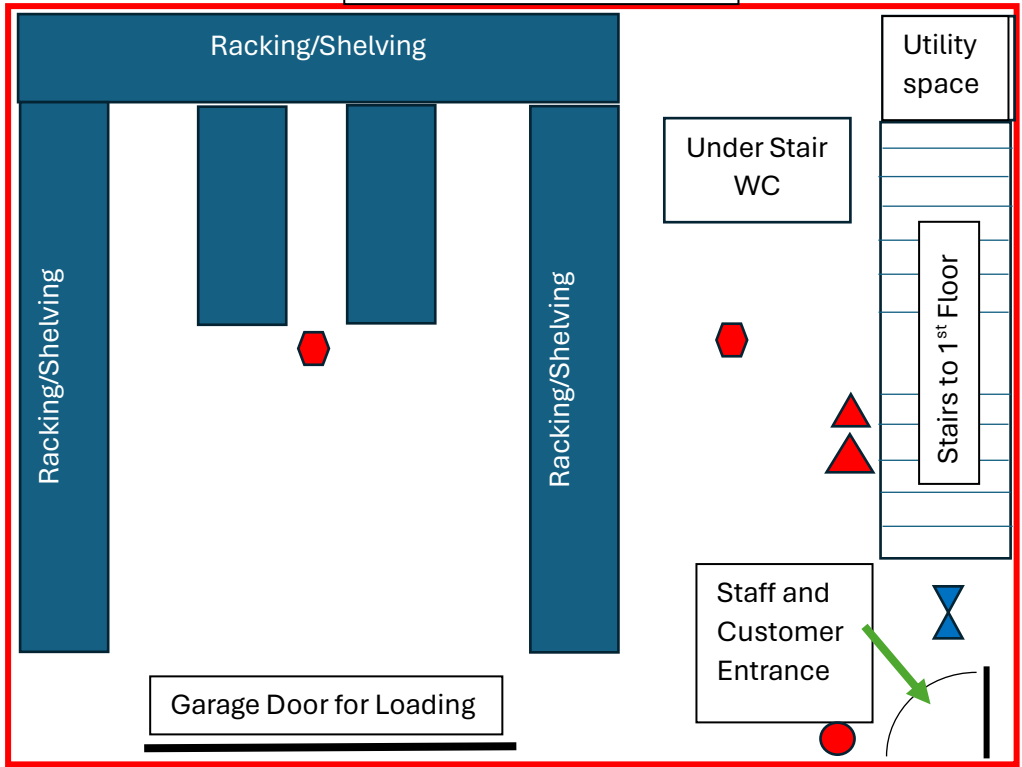 Racking/Shelving
Utility
space
Under Stair
WC
Racking/Shelving
Racking/Shelving
Stairs to 1st Floor
Staff and
Customer
Entrance
Garage Door for Loading